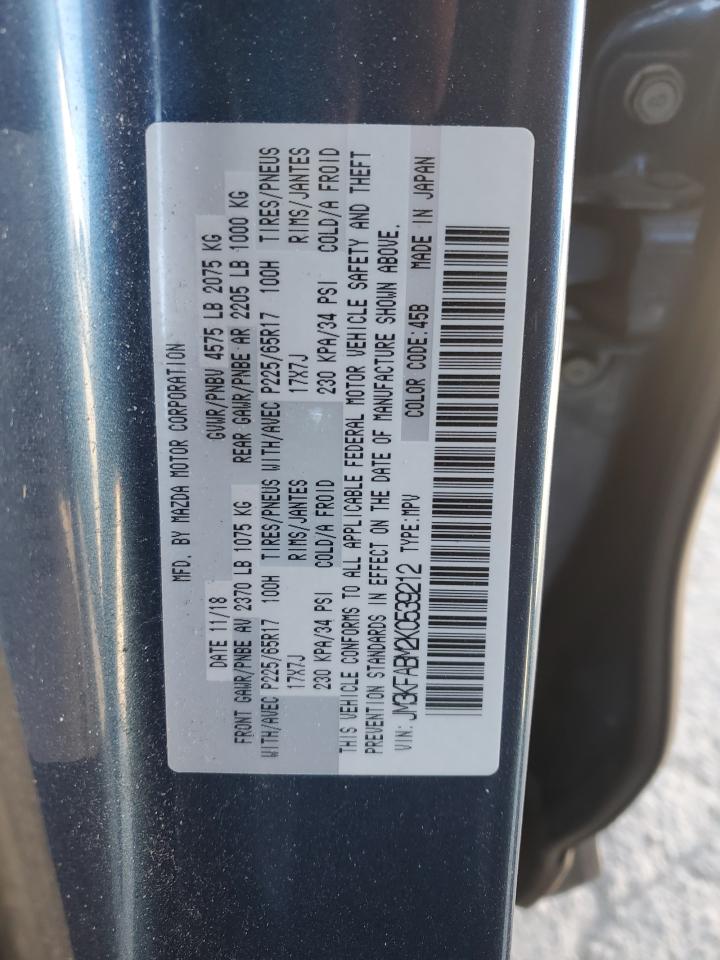 MFD. BY MAZDA MOTOR CORPORATION
DATE 11/18 GVWR/PNBV 4575 LB 2075 KG
FRONT GAWR/PNBE AV 2370 LB 1075 KG REAR GAWR/PNBE AR 2205 LB 1000 KG
WITH/AVEC P225/65R17 100H TIRES/PNEUS WITH/AVEC P225/65R17 100H TIRES/PNEUS
17X7J RIMS/JANTES 17X7J RIMS/JANTES
230 KPA/34 PSI COLD/A FROID 230 KPA/34 PSI COLD/A FROID
THIS VEHICLE CONFORMS TO ALL APPLICABLE FEDERAL MOTOR VEHICLE SAFETY AND THEFT
PREVENTION STANDARDS IN EFFECT ON THE DATE OF MANUFACTURE SHOWN ABOVE.
VIN: JM3KFABM2K0539212 TYPE: MPV COLOR CODE: 45B MADE IN JAPAN